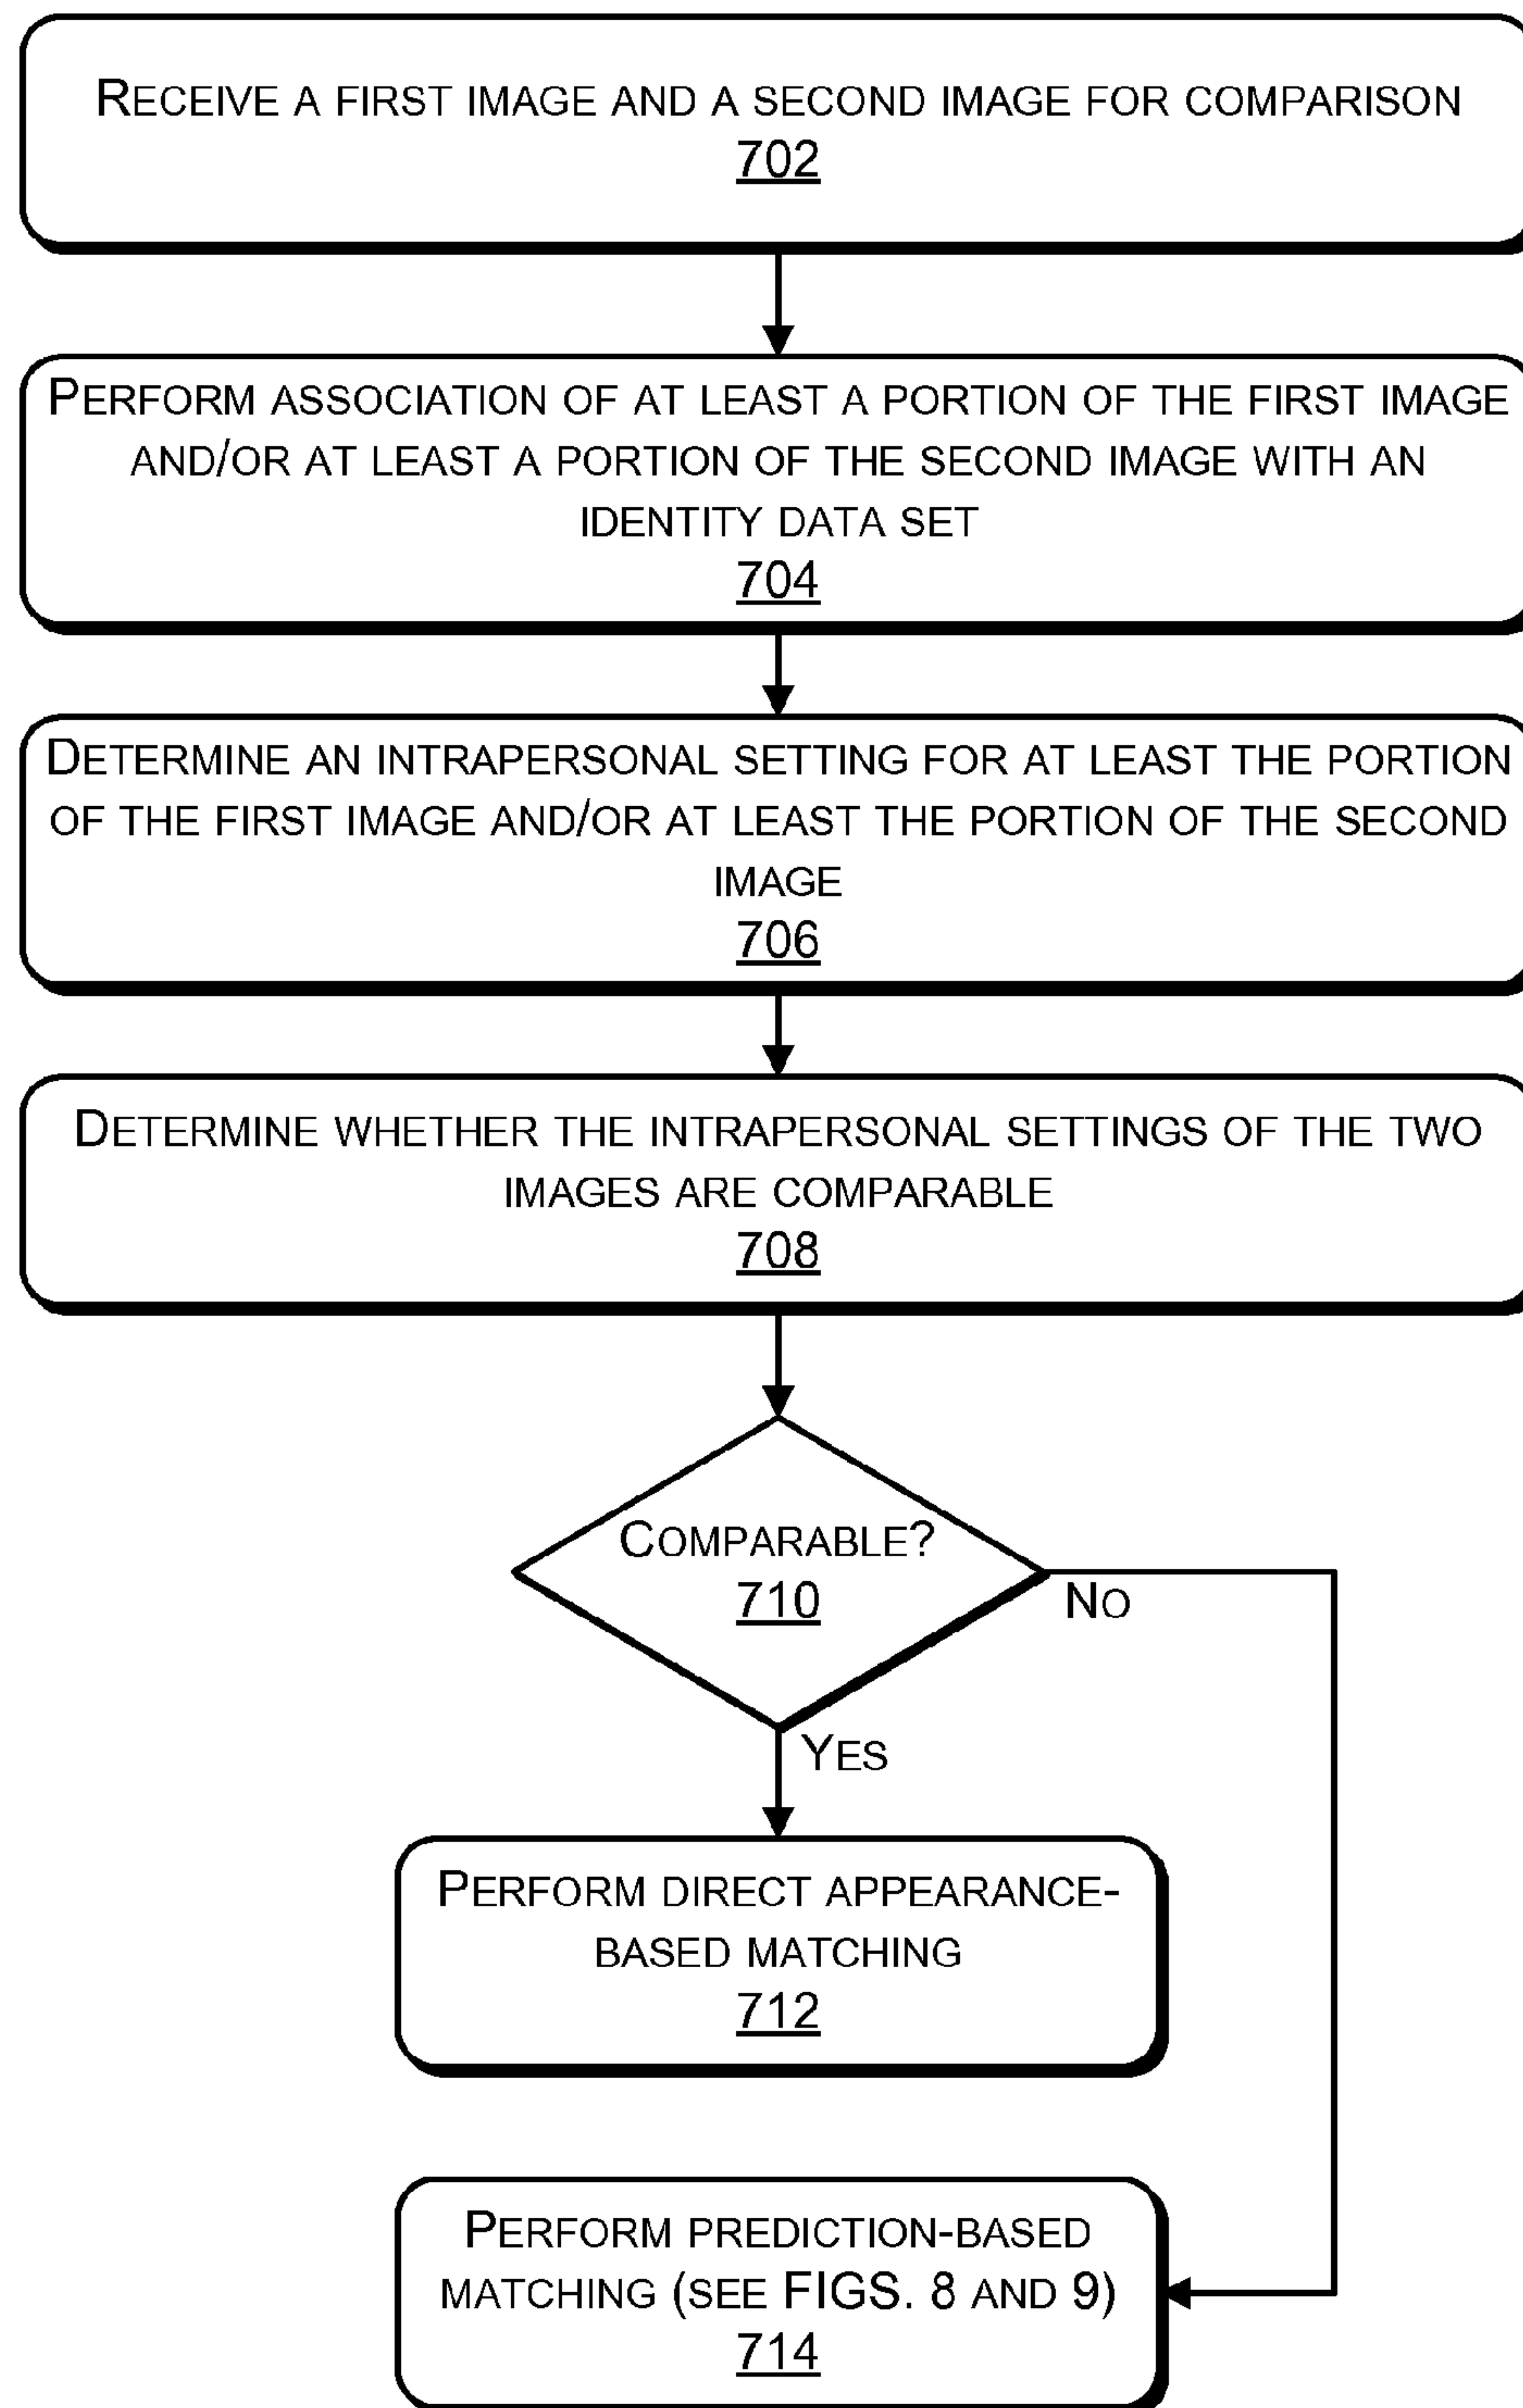 Receive a first image and a second image for comparison
702
Perform association of at least a portion of the first image
and/or at least a portion of the second image with an
identity data set
704
Determine an intrapersonal setting for at least the portion
of the first image and/or at least the portion of the second
image
706
Determine whether the intrapersonal settings of the two
images are comparable
708
Comparable?
710
No
Yes
Perform direct appearance-
based matching
712
Perform prediction-based
matching (see FIGS. 8 and 9)
714